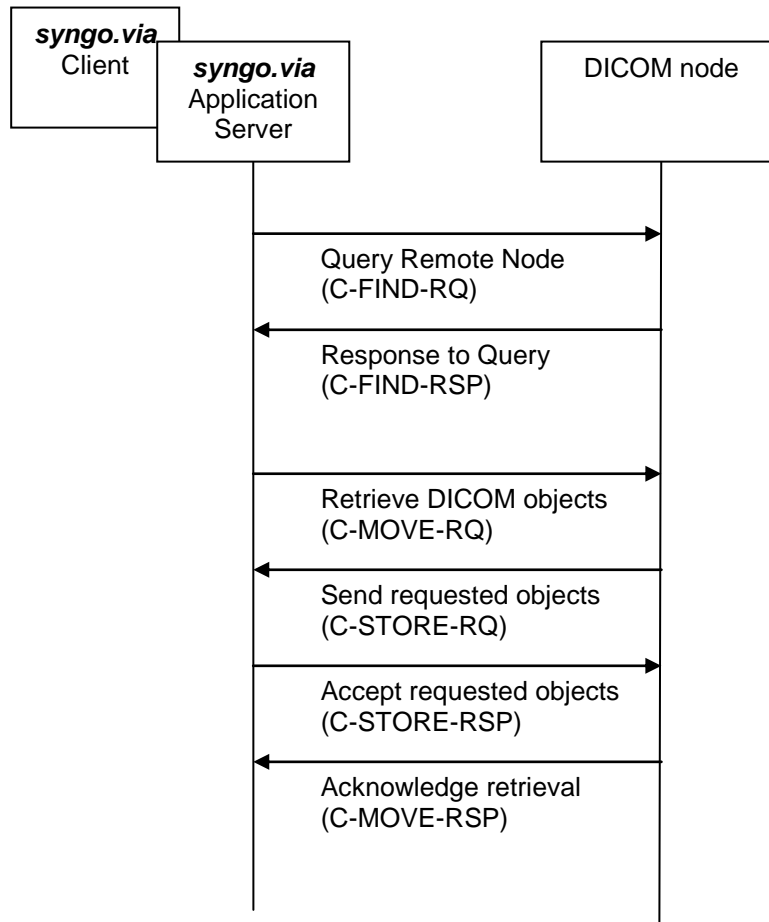 syngo.via
Client
syngo.via
Application
Server
DICOM node
Query Remote Node
(C-FIND-RQ)
Response to Query
(C-FIND-RSP)
Retrieve DICOM objects
(C-MOVE-RQ)
Send requested objects
(C-STORE-RQ)
Accept requested objects
(C-STORE-RSP)
Acknowledge retrieval
(C-MOVE-RSP)